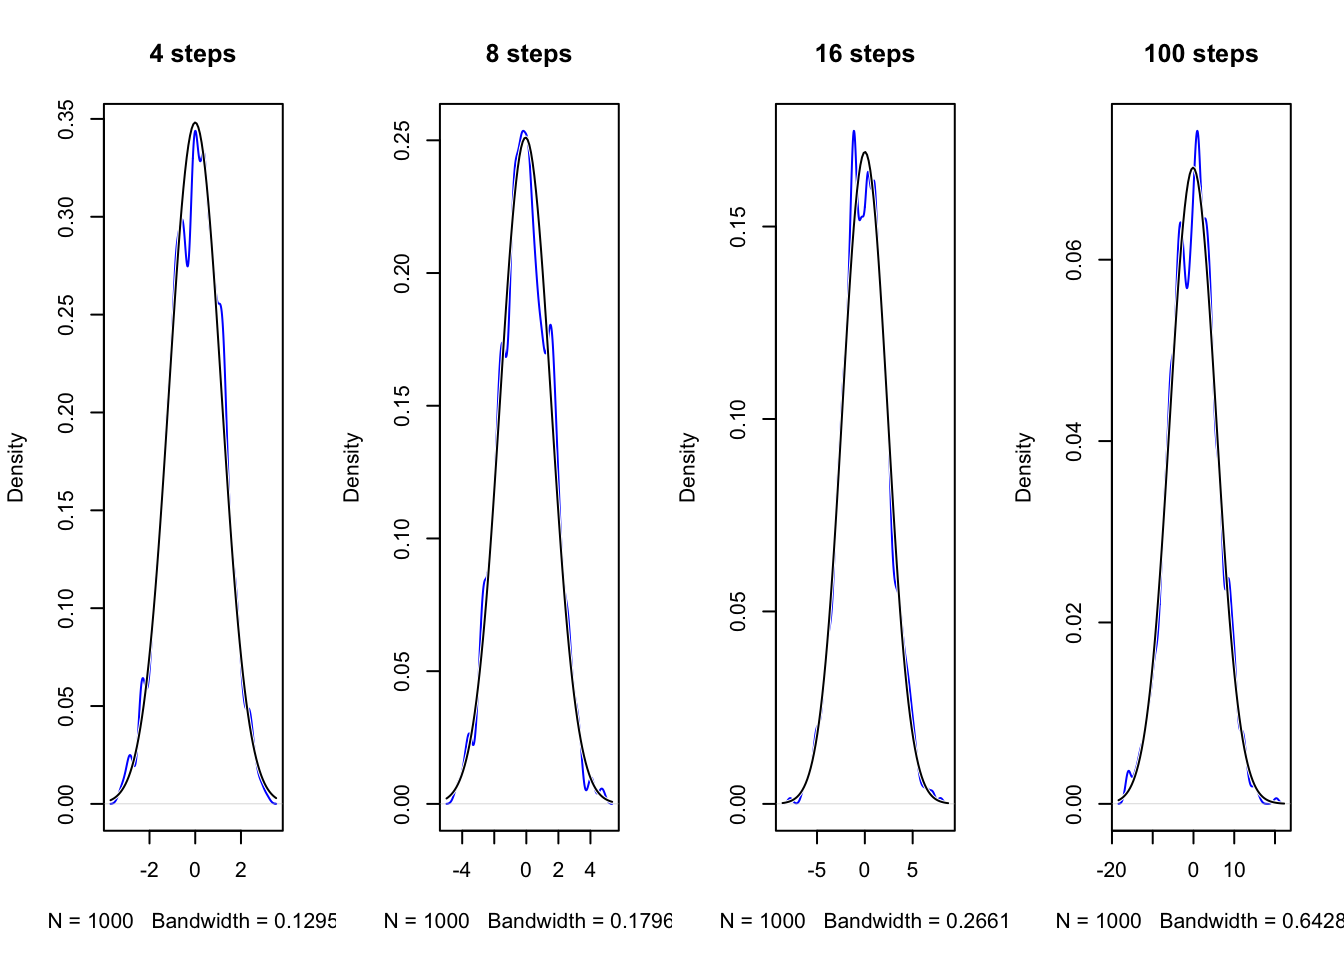 4 steps
Density
0.00 0.05 0.10 0.15 0.20 0.25 0.30 0.35
-2 0 2
N = 1000 Bandwidth = 0.1295
8 steps
Density
0.00 0.05 0.10 0.15 0.20 0.25
-4 0 2 4
N = 1000 Bandwidth = 0.1796
16 steps
Density
0.00 0.05 0.10 0.15
-5 0 5
N = 1000 Bandwidth = 0.2661
100 steps
Density
0.00 0.02 0.04 0.06
-20 0 10
N = 1000 Bandwidth = 0.6428